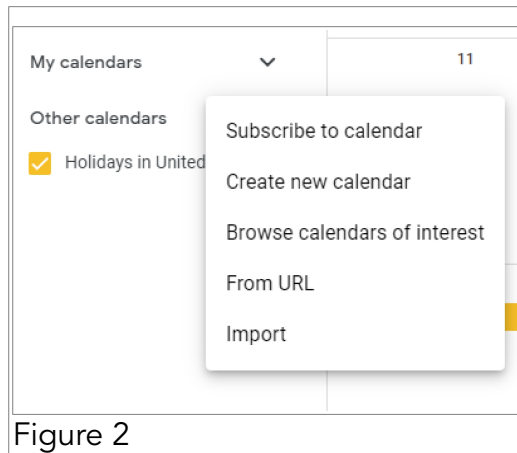 My calendars
11
Other calendars
Holidays in United
Subscribe to calendar
Create new calendar
Browse calendars of interest
From URL
Import
Figure 2